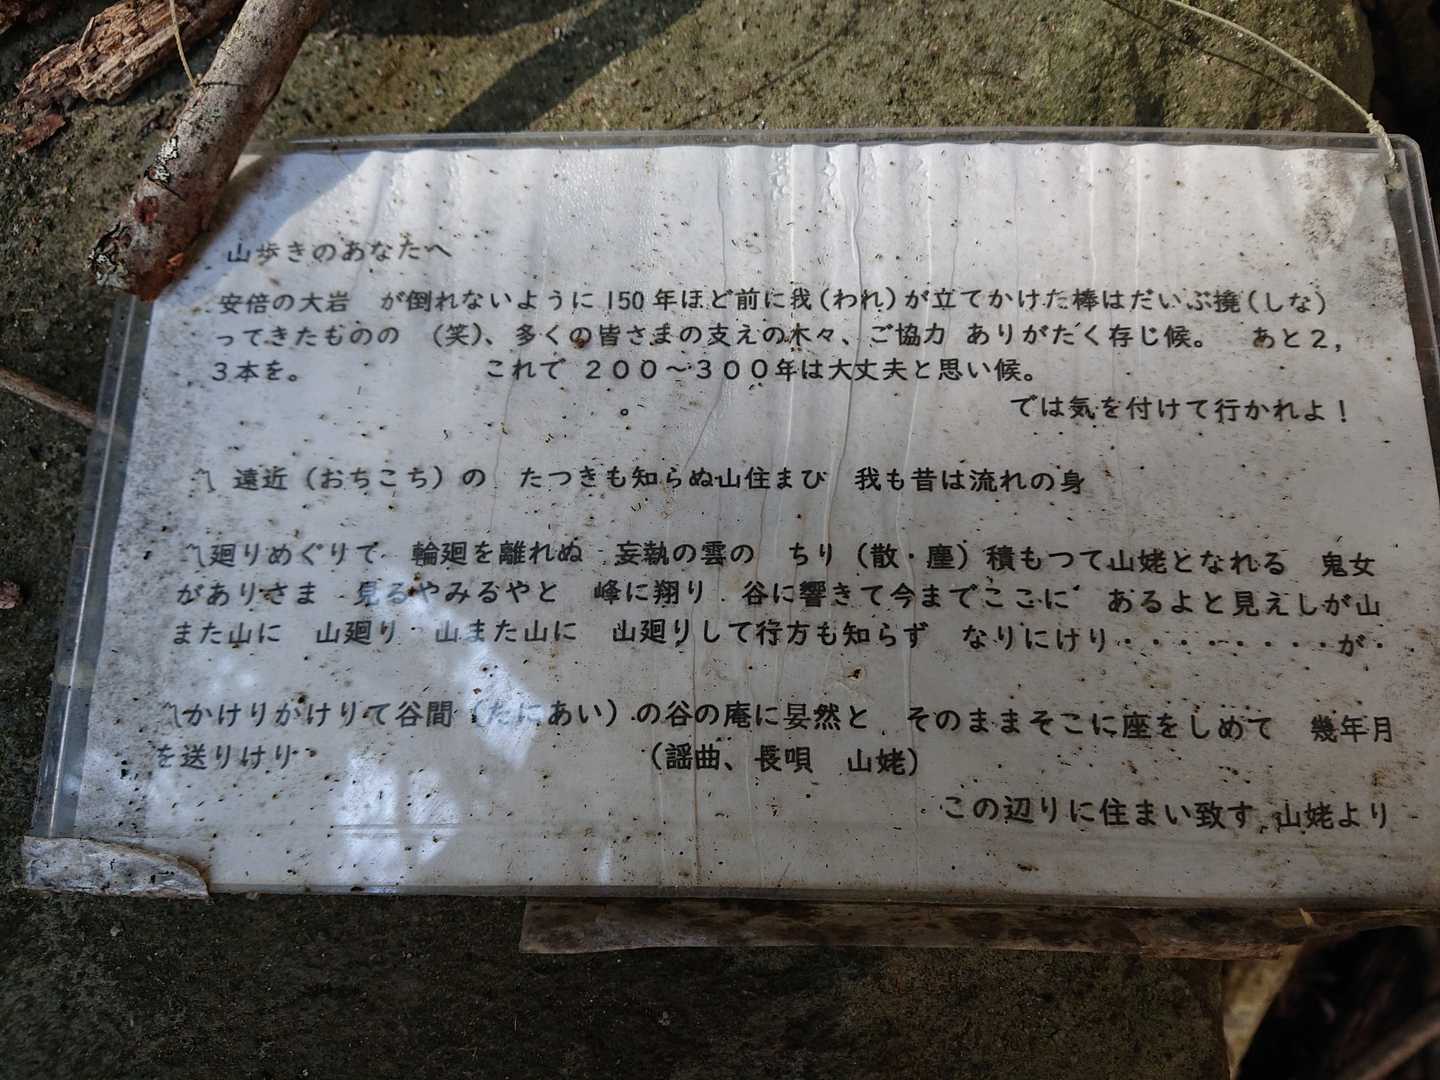 山歩きのあなたへ
安倍の大岩　が倒れないように 150 年ほど前に我(われ)が立てかけた棒はだいぶ撓(しな)
ってきたものの　(笑)、多くの皆さまの支えの木々、ご協力 ありがたく存じ候。　あと２，
３本を。　　　　　　　これで ２００～３００年は大丈夫と思い候。
。　　　　　　　　　　　　　では気を付けて行かれよ！
〽 遠近（おちこち）の　たつきも知らぬ山住まひ　我も昔は流れの身
〽廻りめぐりて　輪廻を離れぬ　妄執の雲の　ちり（散・塵）積もつて山姥となれる　鬼女
がありさま　見るやみるやと　峰に翔り　谷に響きて今までここに　あるよと見えしが山
また山に　山廻り　山また山に　山廻りして行方も知らず　なりにけり・・・・・・・・が・
〽かけりかけりて谷間（たにあい）の谷の庵に晏然と　そのままそこに座をしめて　幾年月
を送りけり　　　　　　　　　　　　（謡曲、長唄　山姥）
この辺りに住まい致す 山姥より